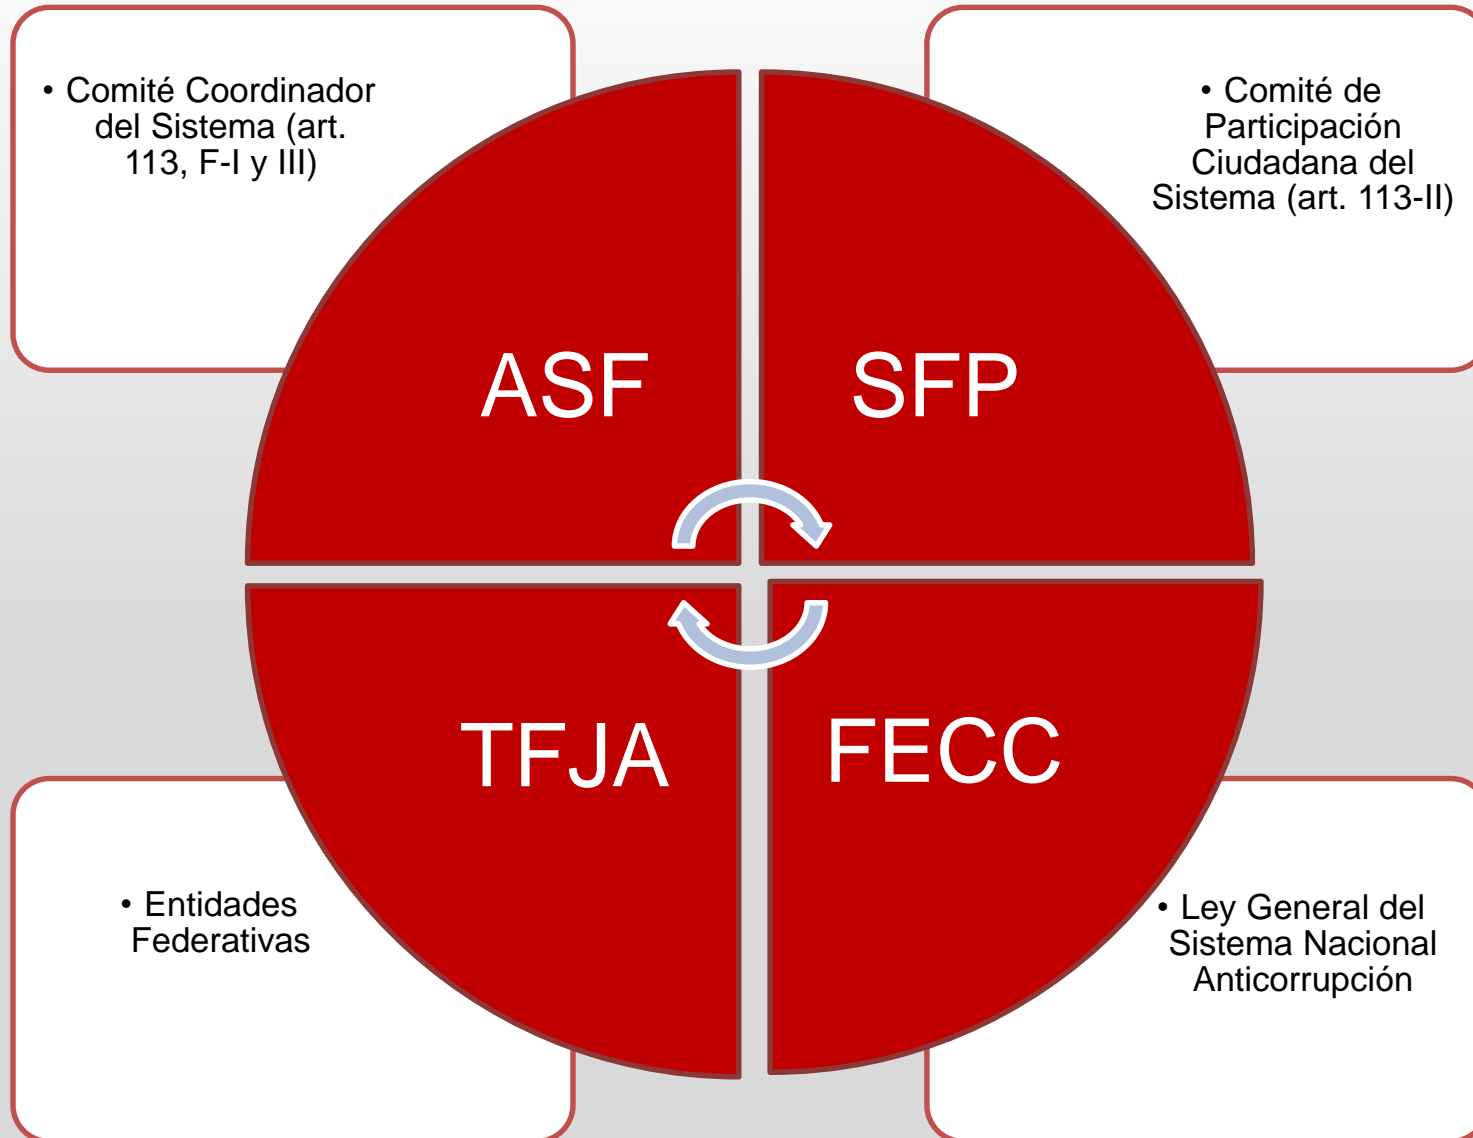 • Comité Coordinador
del Sistema (art.
113, F-I y III)
• Comité de
Participación
Ciudadana del
Sistema (art. 113-II)
ASF
SFP
TFJA
FECC
• Entidades
Federativas
• Ley General del
Sistema Nacional
Anticorrupción